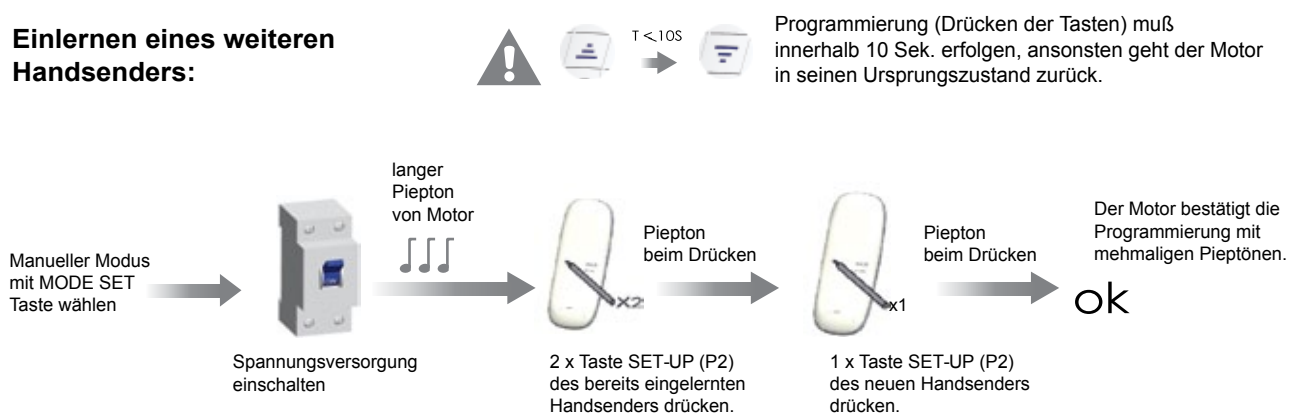 Einlernen eines weiteren
Handsenders:
T<10S
Programmierung (Drücken der Tasten) muß
innerhalb 10 Sek. erfolgen, ansonsten geht der Motor
in seinen Ursprungszustand zurück.
Manueller Modus
mit MODE SET
Taste wählen
Spannungsversorgung
einschalten
langer
Piepton
von Motor
X2
2 x Taste SET-UP (P2)
des bereits eingelernten
Handsenders drücken.
Piepton
beim Drücken
x1
1 x Taste SET-UP (P2)
des neuen Handsenders
drücken.
Piepton
beim Drücken
Der Motor bestätigt die
Programmierung mit
mehmaligen Pieptönen.
ok